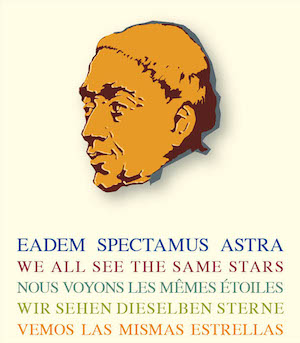 EADEM SPECTAMUS ASTRA
WE ALL SEE THE SAME STARS
NOUS VOYONS LES MÊMES ÉTOILES
WIR SEHEN DIESELBEN STERNE
VEMOS LAS MISMAS ESTRELLAS